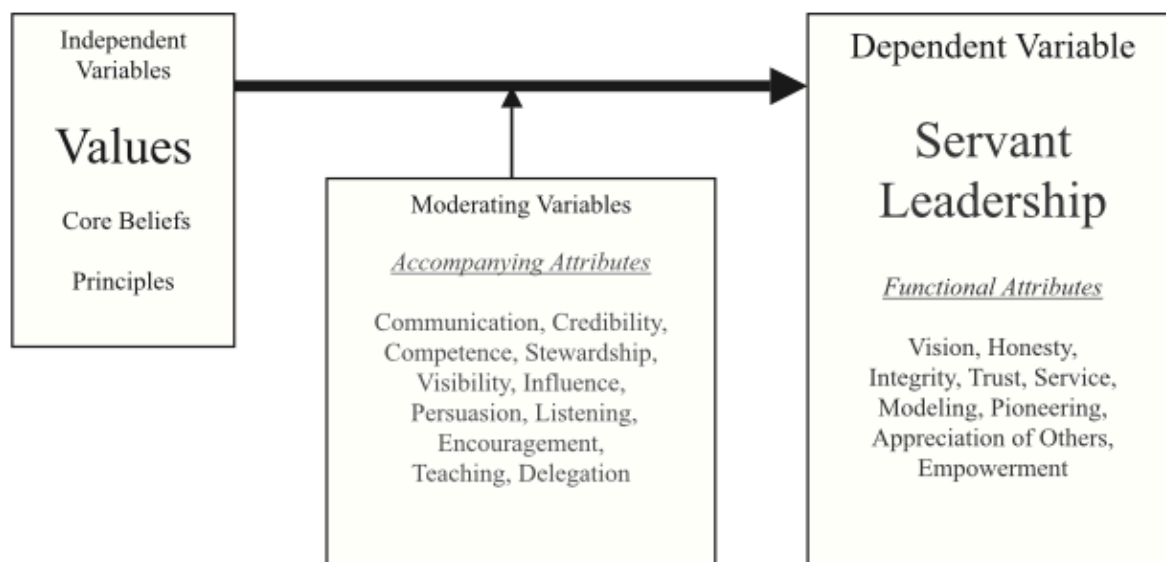 Independent
Variables
Values
Core Beliefs
Principles
Moderating Variables
Accompanying Attributes
Communication, Credibility,
Competence, Stewardship,
Visibility, Influence,
Persuasion, Listening,
Encouragement,
Teaching, Delegation
Dependent Variable
Servant
Leadership
Functional Attributes
Vision, Honesty,
Integrity, Trust, Service,
Modeling, Pioneering,
Appreciation of Others,
Empowerment